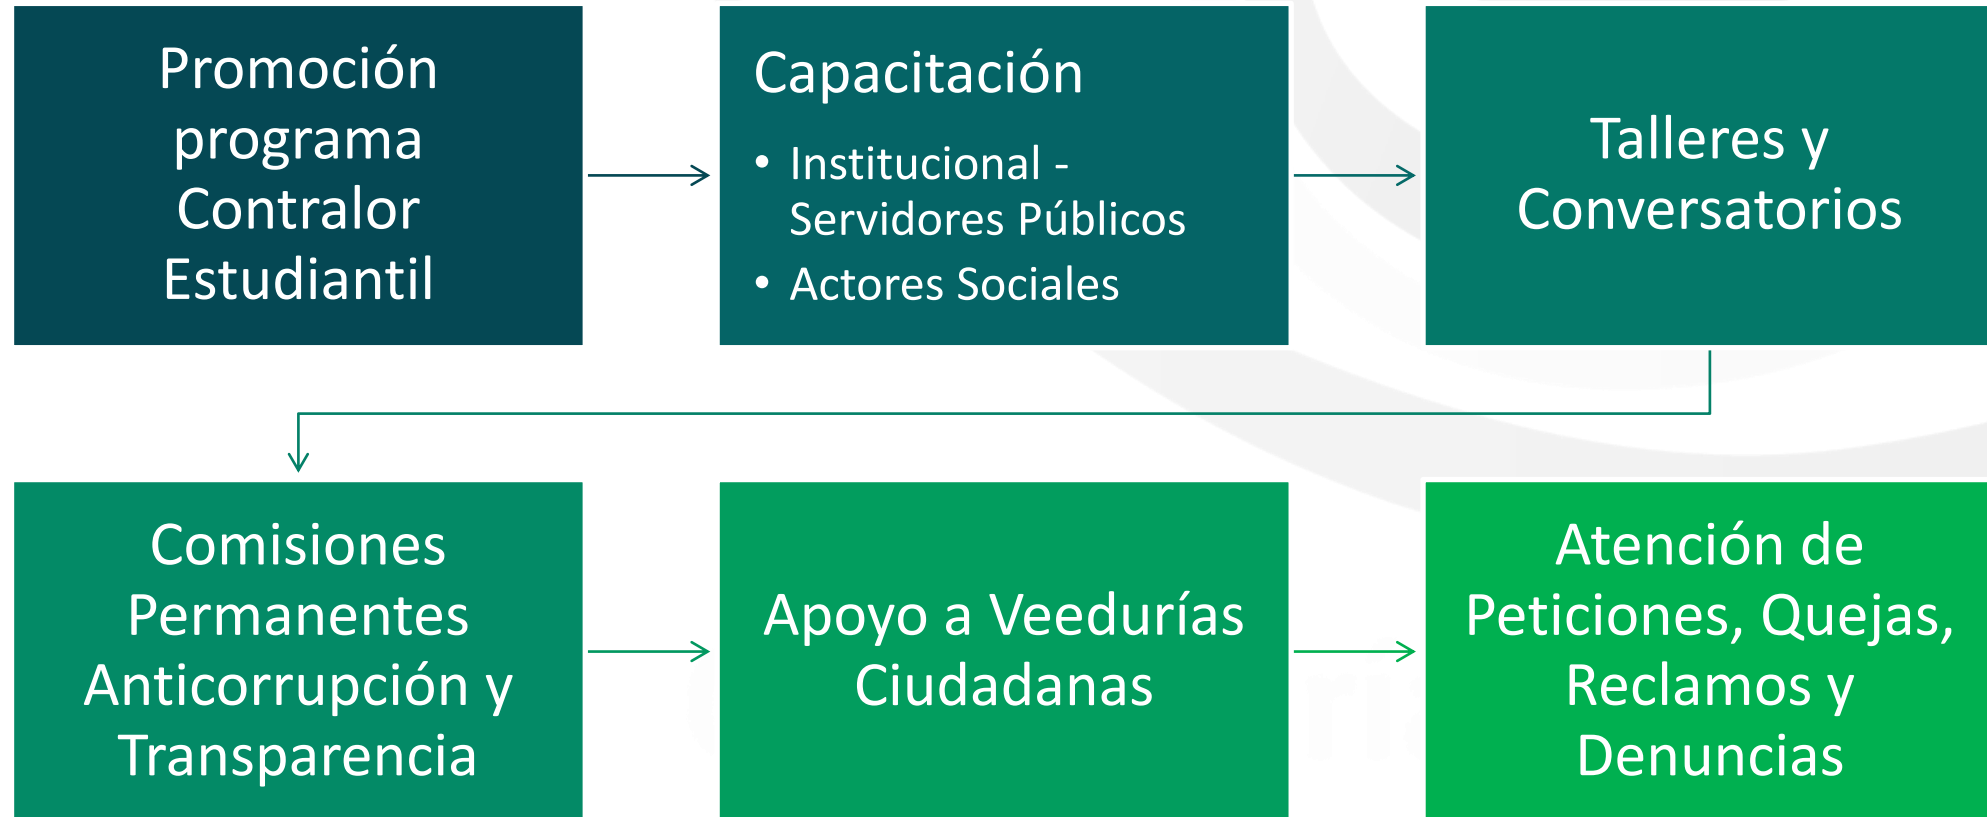 Promoción
programa
Contralor
Estudiantil
Capacitación
• Institucional -
Servidores Públicos
• Actores Sociales
Talleres y
Conversatorios
Comisiones
Permanentes
Anticorrupción y
Transparencia
Apoyo a Veedurías
Ciudadanas
Atención de
Peticiones, Quejas,
Reclamos y
Denuncias